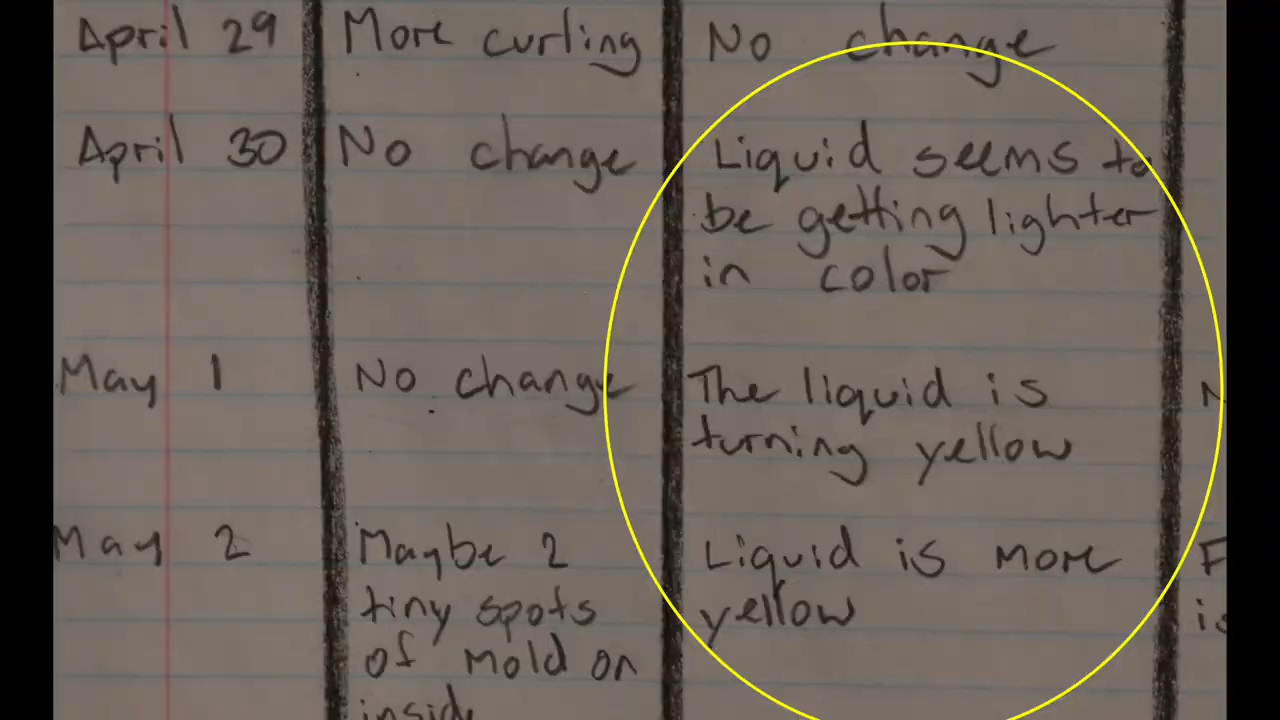 April 29 More curling No change
April 30 No change Liquid seems to
be getting lighter
in color
May 1 No change The liquid is
turning yellow
May 2 Maybe 2 Liquid is more
tiny spots yellow
of mold on
inside